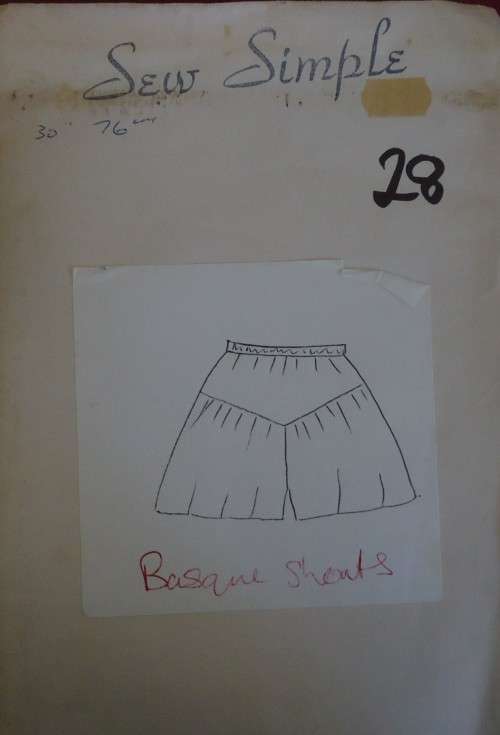 Sew Simple
30" 76cm
28
Basque Shorts